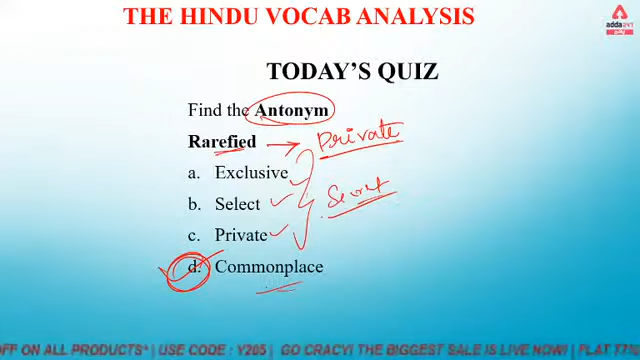 THE HINDU VOCAB ANALYSIS
adda247
TODAY'S QUIZ
Find the Antonym
Rarefied → Private
a. Exclusive
b. Select
Secret
c. Private
d. Commonplace
OFF ON ALL PRODUCTS* | USE CODE : Y205 | GO CRACY! THE BIGGEST SALE IS LIVE NOW! | FLAT 77%